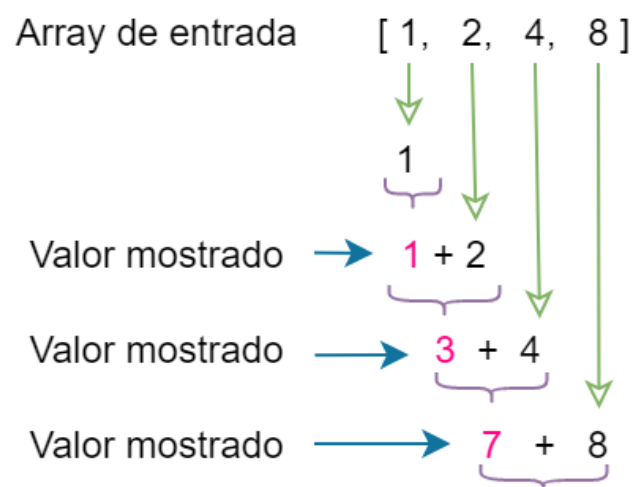 Array de entrada [ 1, 2, 4, 8 ]
1
Valor mostrado 1 + 2
Valor mostrado 3 + 4
Valor mostrado 7 + 8